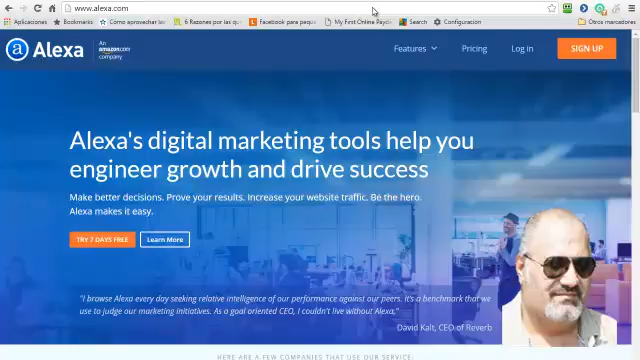 www.alexa.com
Aplicaciones
Como aprovechar la
6 Razones por las qu
Facebook para pequ
My First Online Payd
Search
Configuración
Otros marcadores
a Alexa
An
amazon.com
company
Features
Pricing
Log in
SIGN UP
Alexa's digital marketing tools help you
engineer growth and drive success
Make better decisions. Prove your results. Increase your website traffic. Be the hero.
Alexa makes it easy.
TRY 7 DAYS FREE
Learn More
"I browse Alexa every day seeking relative intelligence of our performance against our peers. It's a benchmark that we
use to judge our marketing initiatives. As a goal oriented CEO, I couldn't live without Alexa,"
David Kalt, CEO of Reverb
HERE ARE A FEW COMPANIES THAT USE OUR SERVICE: